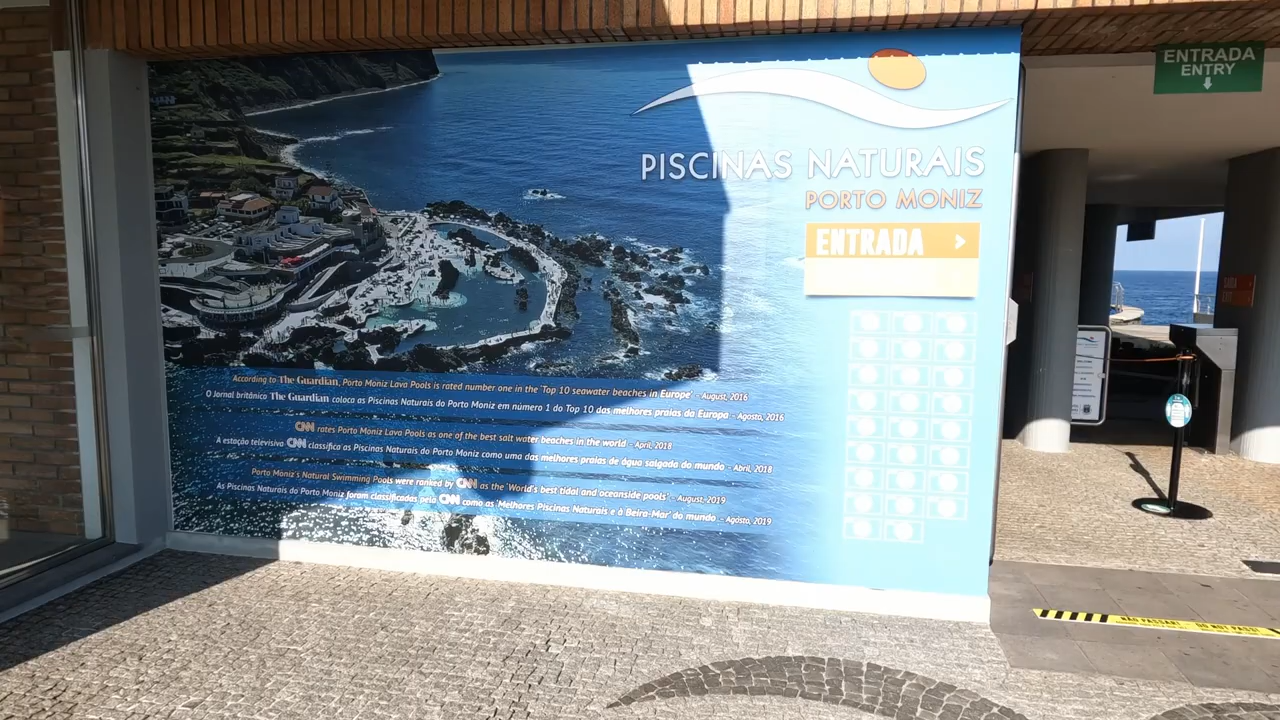 ENTRADA
ENTRY
PISCINAS NATURAIS
PORTO MONIZ
ENTRADA
According to The Guardian, Porto Moniz Lava Pools is rated number one in the 'Top 10 seawater beaches in Europe' - August, 2016
O Jornal britânico The Guardian coloca as Piscinas Naturais do Porto Moniz em número 1 do Top 10 das melhores praias da Europa - Agosto, 2016
CNN rates Porto Moniz Lava Pools as one of the best salt water beaches in the world - April, 2018
A estação televisiva CNN classifica as Piscinas Naturais do Porto Moniz como uma das melhores praias de água salgada do mundo - Abril, 2018
Porto Moniz's Natural Swimming Pools were ranked by CNN as the 'World's best tidal and oceanside pools' - August, 2019
As Piscinas Naturais do Porto Moniz foram classificadas pela CNN como as 'Melhores Piscinas Naturais e à Beira-Mar' do mundo - Agosto, 2019
NÃO PASSAR! DO NOT PASS!